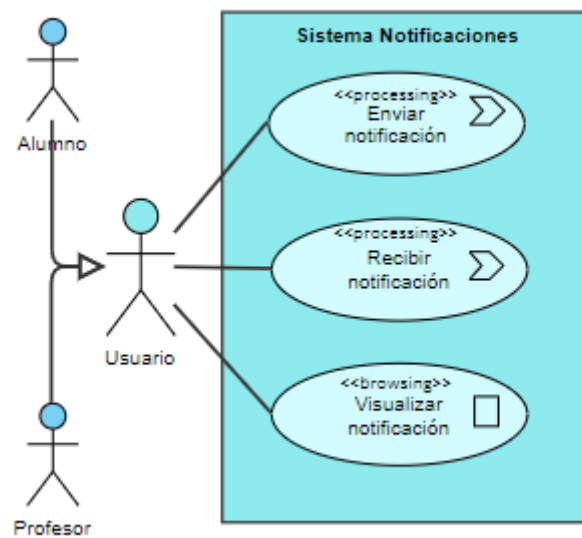 Sistema Notificaciones
<<processing>>
Enviar
notificación
Alumno
<<processing>>
Recibir
notificación
Usuario
<<browsing>>
Visualizar
notificación
Profesor